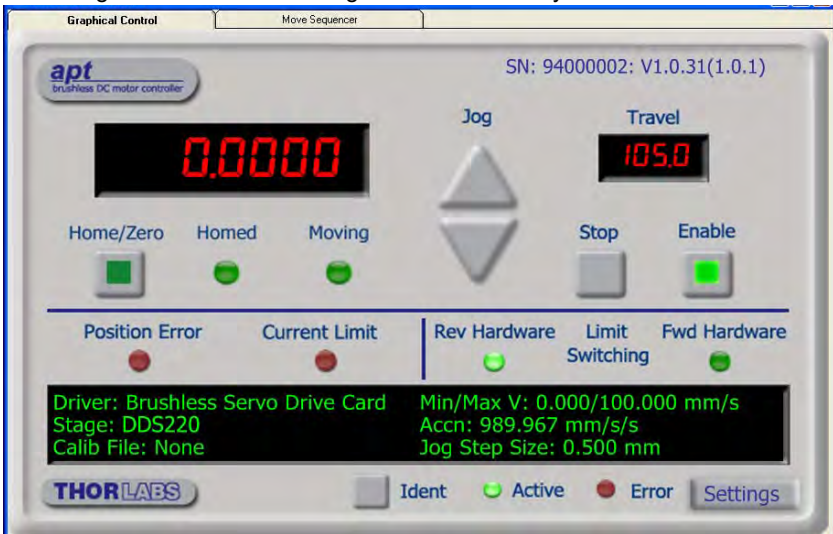 Graphical Control
Move Sequencer
apt
brushless DC motor controller
SN: 94000002: V1.0.31(1.0.1)
Jog
Travel
0.0000
105.0
Home/Zero Homed Moving
Stop Enable
Position Error Current Limit
Rev Hardware Limit Switching Fwd Hardware
Driver: Brushless Servo Drive Card
Stage: DDS220
Calib File: None
Min/Max V: 0.000/100.000 mm/s
Accn: 989.967 mm/s/s
Jog Step Size: 0.500 mm
THORLABS
Ident Active Error Settings